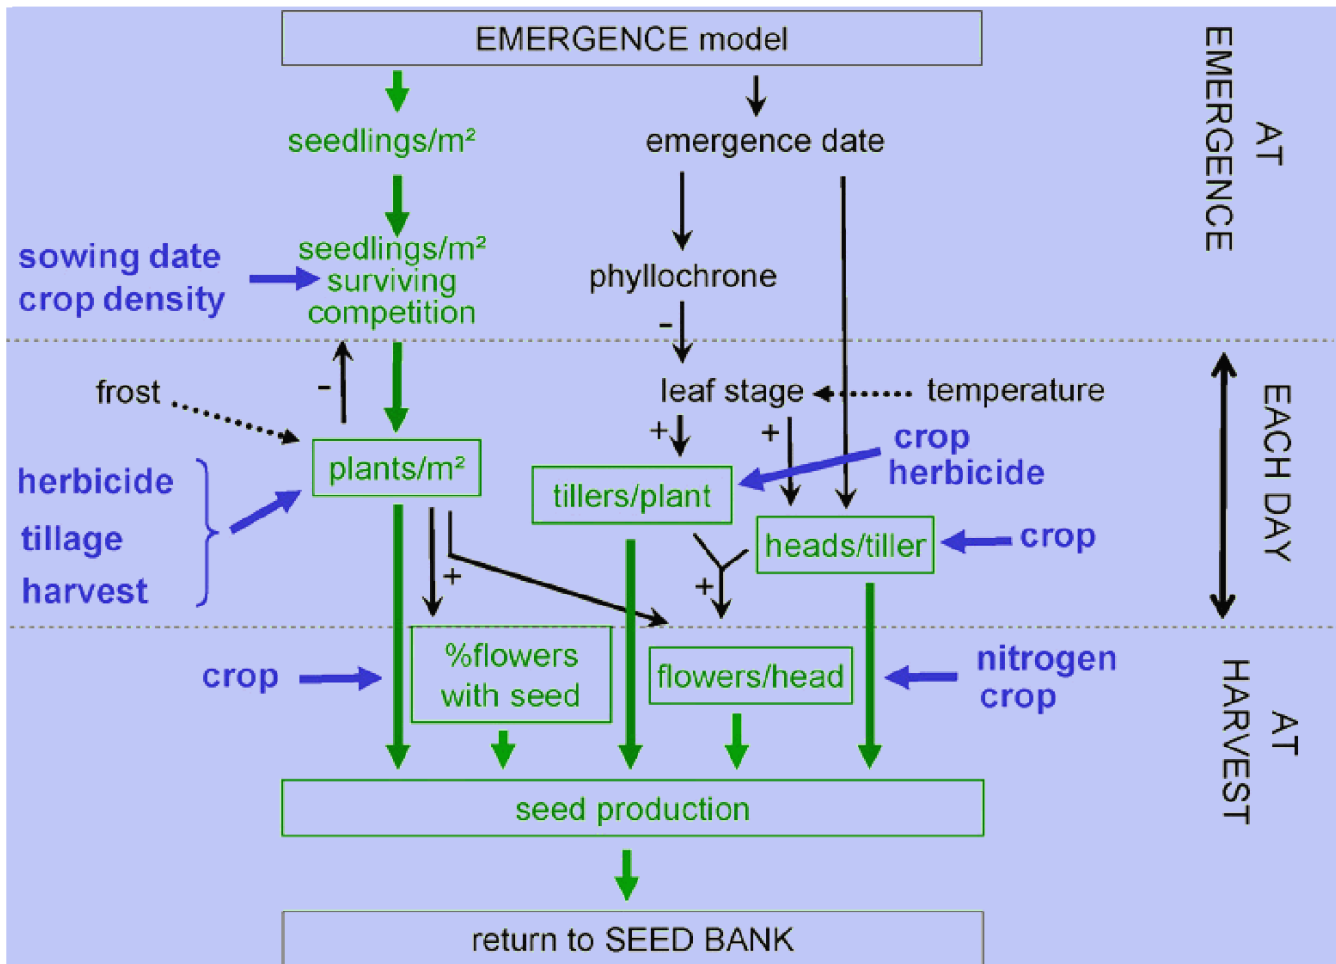 EMERGENCE model
seedlings/m²
emergence date
AT
EMERGENCE
sowing date
crop density
seedlings/m²
surviving
competition
phyllochrone
-
frost
-
leaf stage
temperature
+
+
crop
herbicide
EACH DAY
herbicide
tillage
harvest
plants/m²
tillers/plant
heads/tiller
crop
+
+
crop
%flowers
with seed
flowers/head
nitrogen
crop
AT
HARVEST
seed production
return to SEED BANK